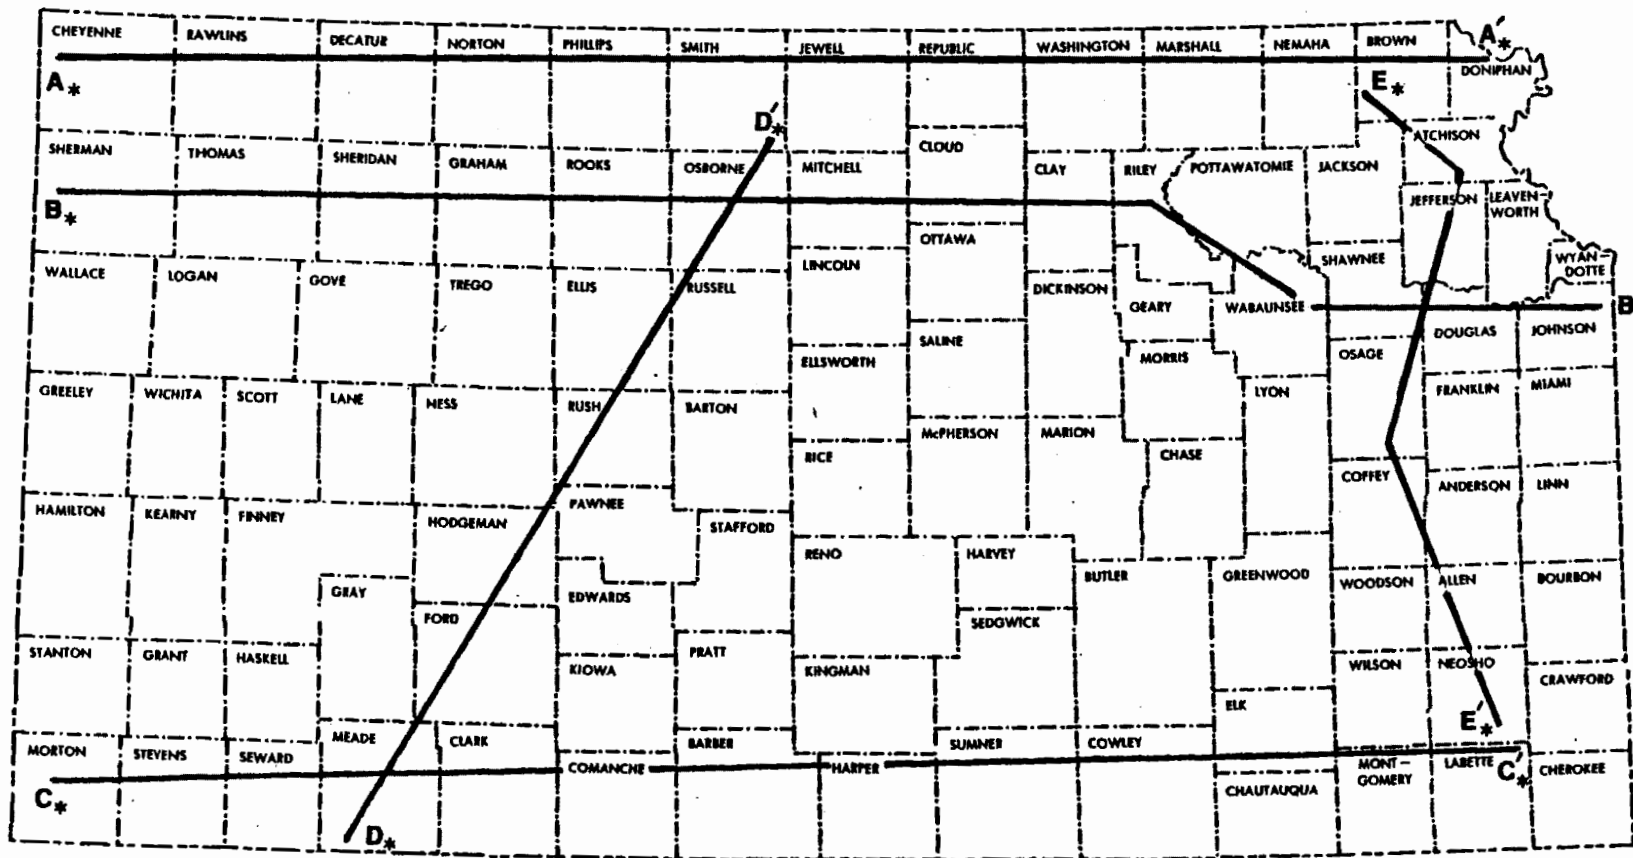 CHEYENNE RAWLINS DECATUR NORTON PHILLIPS SMITH JEWELL REPUBLIC WASHINGTON MARSHALL NEMAHA BROWN A'*
DONIPHAN
A* E*
D'*
ATCHISON
SHERMAN THOMAS SHERIDAN GRAHAM ROOKS OSBORNE MITCHELL CLOUD CLAY RILEY POTTAWATOMIE JACKSON
JEFFERSON LEAVEN-
WORTH
B*
OTTAWA
WALLACE LOGAN GOVE TREGO ELLIS RUSSELL LINCOLN DICKINSON GEARY WABAUNSEE SHAWNEE WYAN-
DOTTE
B
SALINE DOUGLAS JOHNSON
ELLSWORTH MORRIS OSAGE
GREELEY WICHITA SCOTT LANE NESS RUSH BARTON LYON FRANKLIN MIAMI
McPHERSON MARION
RICE CHASE
COFFEY ANDERSON LINN
HAMILTON KEARNY FINNEY HODGEMAN PAWNEE STAFFORD
RENO HARVEY BUTLER GREENWOOD WOODSON ALLEN BOURBON
GRAY EDWARDS
FORD SEDGWICK
STANTON GRANT HASKELL KIOWA PRATT KINGMAN WILSON NEOSHO CRAWFORD
ELK
E'*
MORTON STEVENS SEWARD MEADE CLARK BARBER SUMNER COWLEY
COMANCHE HARPER MONT-
GOMERY LABETTE CHEROKEE
C* C'*
CHAUTAUQUA
D*